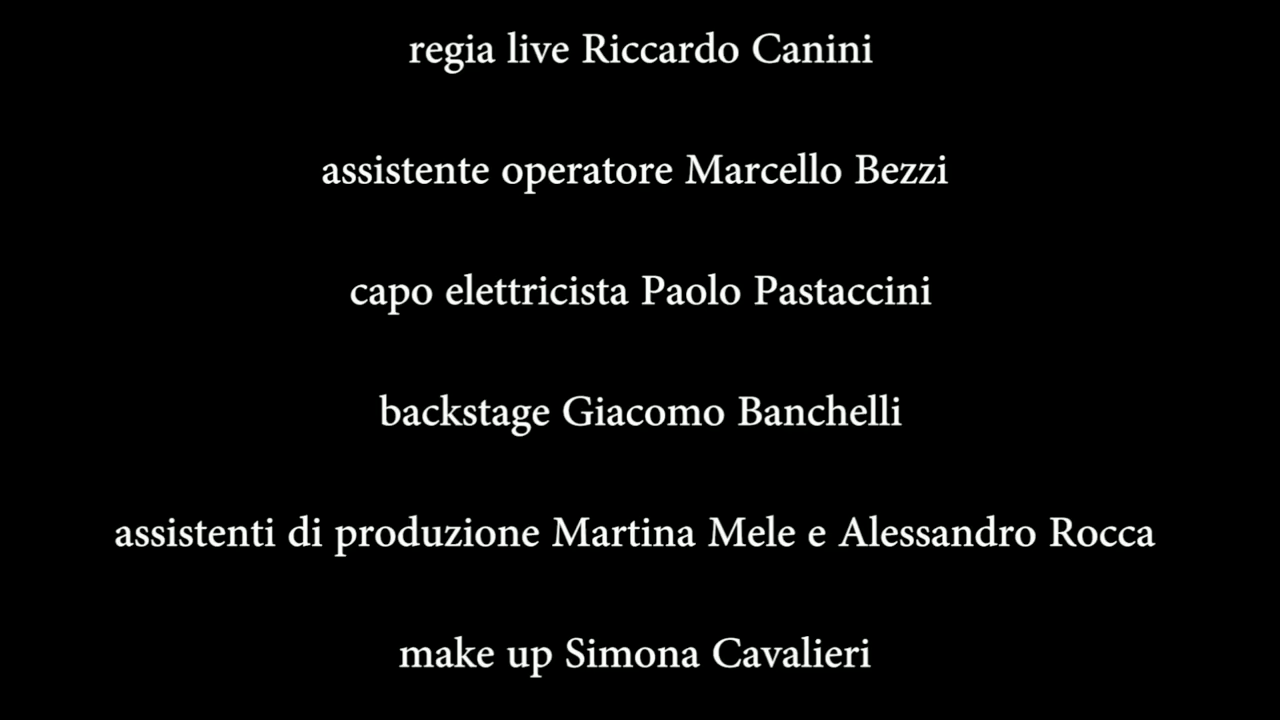 regia live Riccardo Canini
assistente operatore Marcello Bezzi
capo elettricista Paolo Pastaccini
backstage Giacomo Banchelli
assistenti di produzione Martina Mele e Alessandro Rocca
make up Simona Cavalieri